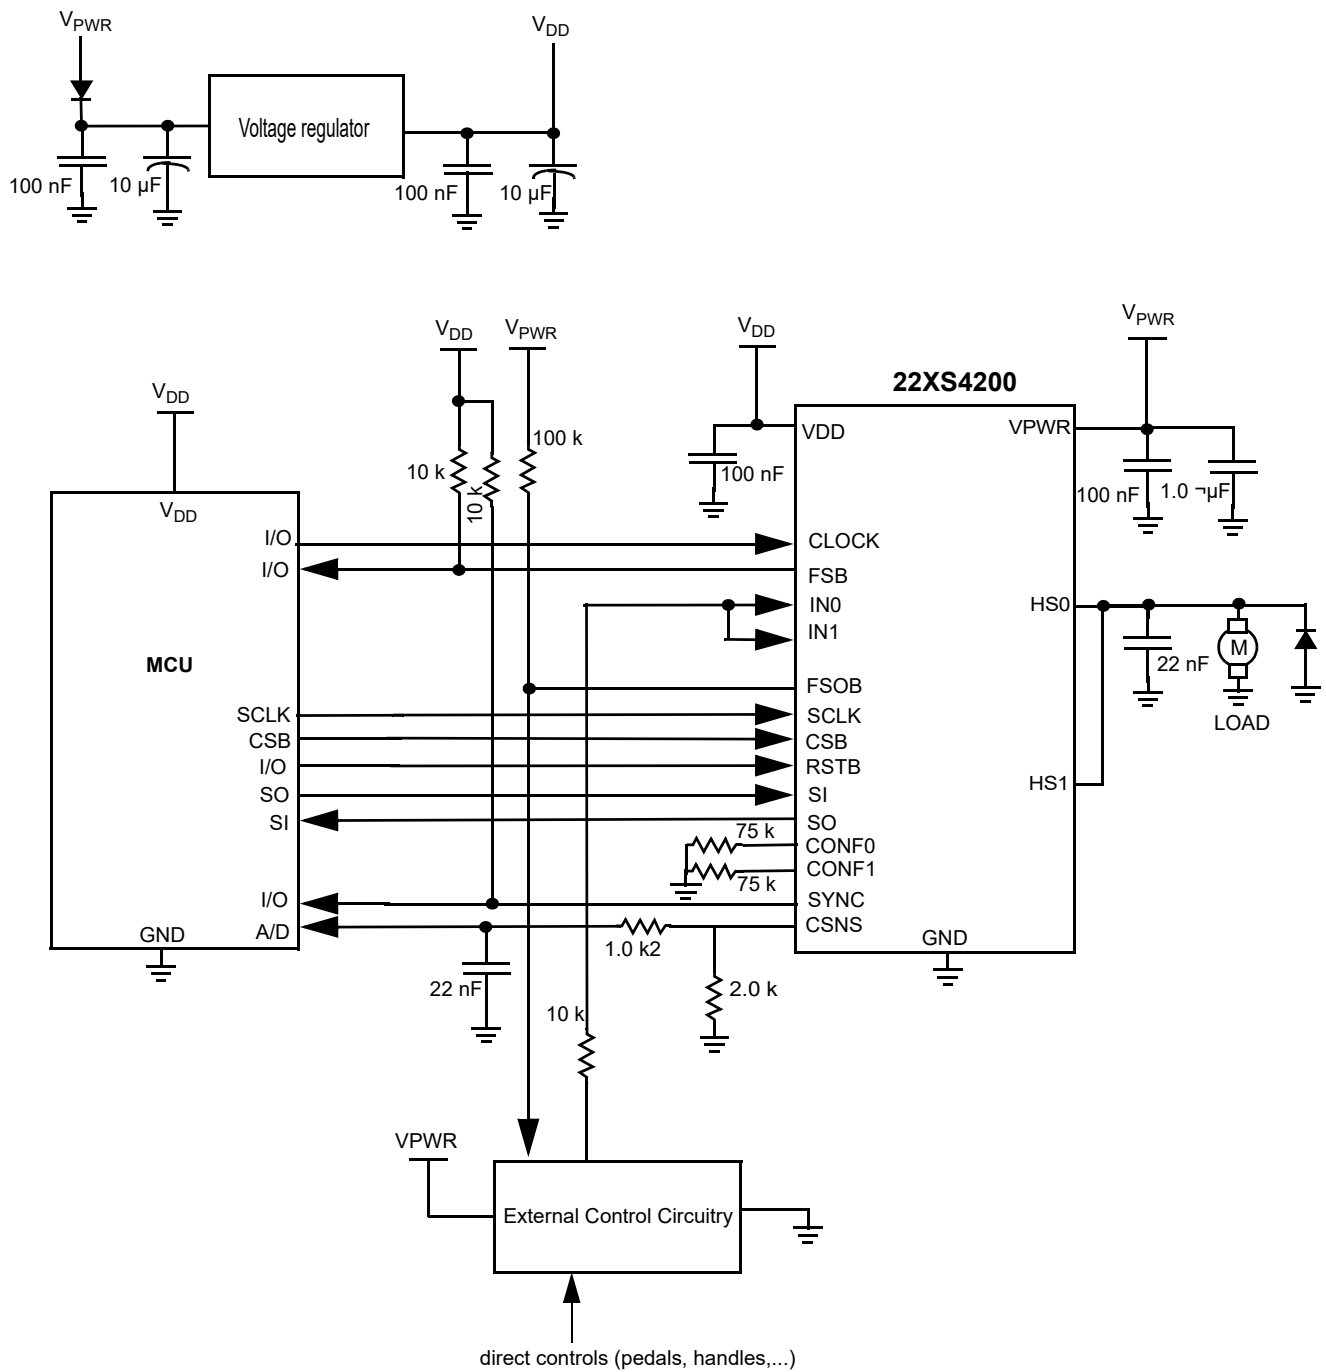 VPWR
VDD
Voltage regulator
100 nF
10 µF
100 nF
10 µF
VDD
VPWR
VDD
VPWR
22XS4200
VDD
100 k
10 k
10 k
VDD
100 nF
VPWR
100 nF
1.0 ¬µF
VDD
I/O
CLOCK
I/O
FSB
IN0
HS0
IN1
MCU
22 nF
M
LOAD
FSOB
SCLK
SCLK
CSB
CSB
I/O
RSTB
HS1
SO
SI
SI
SO
75 k
CONF0
CONF1
75 k
I/O
SYNC
A/D
CSNS
GND
GND
1.0 k2
22 nF
2.0 k
10 k
VPWR
External Control Circuitry
direct controls (pedals, handles,...)